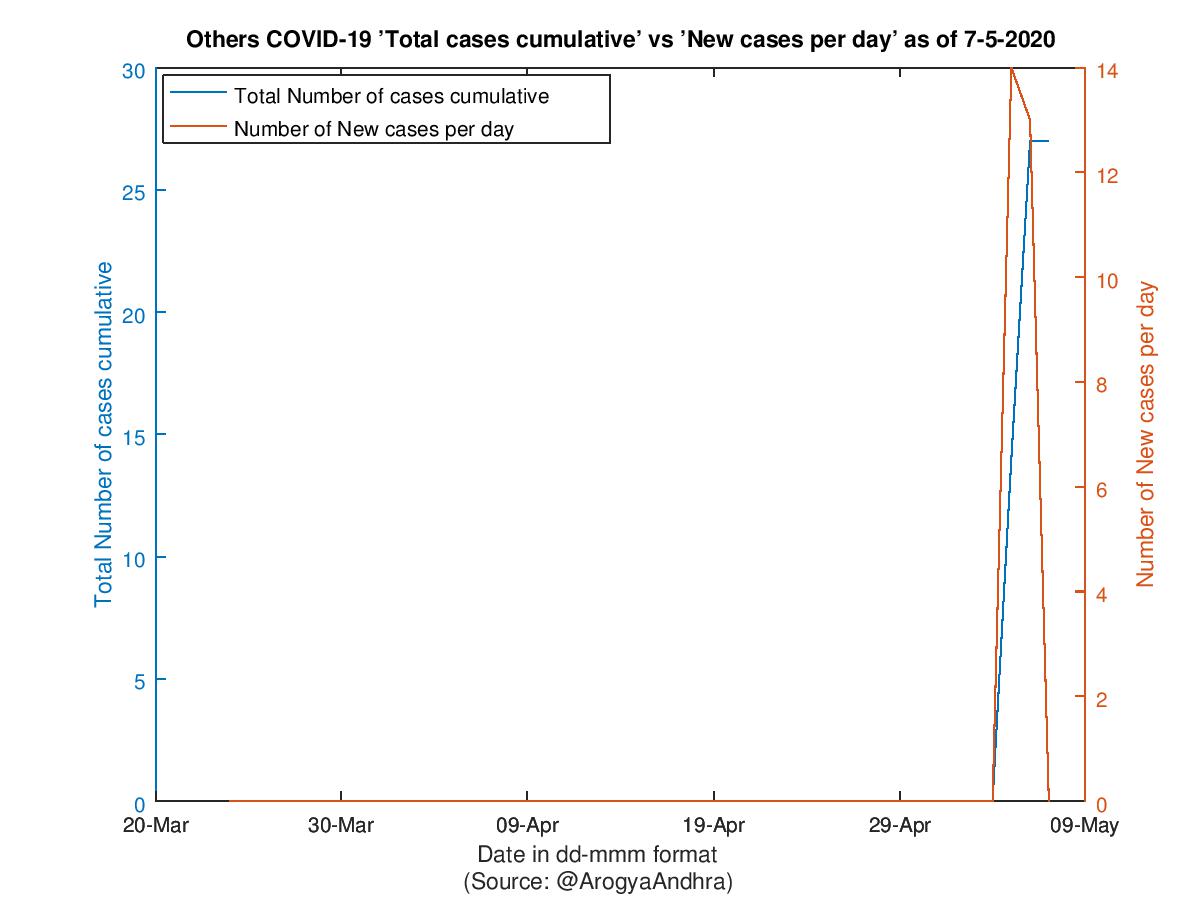 Others COVID-19 ’Total cases cumulative’ vs ’New cases per day’ as of 7-5-2020
Total Number of cases cumulative
Number of New cases per day
30
25
20
15
10
5
0
Total Number of cases cumulative
14
12
10
8
6
4
2
0
Number of New cases per day
20-Mar 30-Mar 09-Apr 19-Apr 29-Apr 09-May
Date in dd-mmm format
(Source: @ArogyaAndhra)